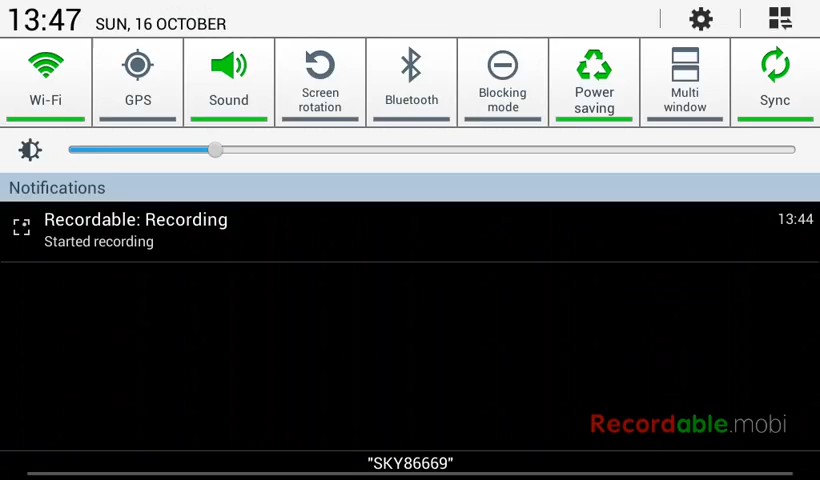 13:47 SUN, 16 OCTOBER
Wi-Fi
GPS
Sound
Screen
rotation
Bluetooth
Blocking
mode
Power
saving
Multi
window
Sync
Notifications
Recordable: Recording 13:44
Started recording
Recordable.mobi
"SKY86669"